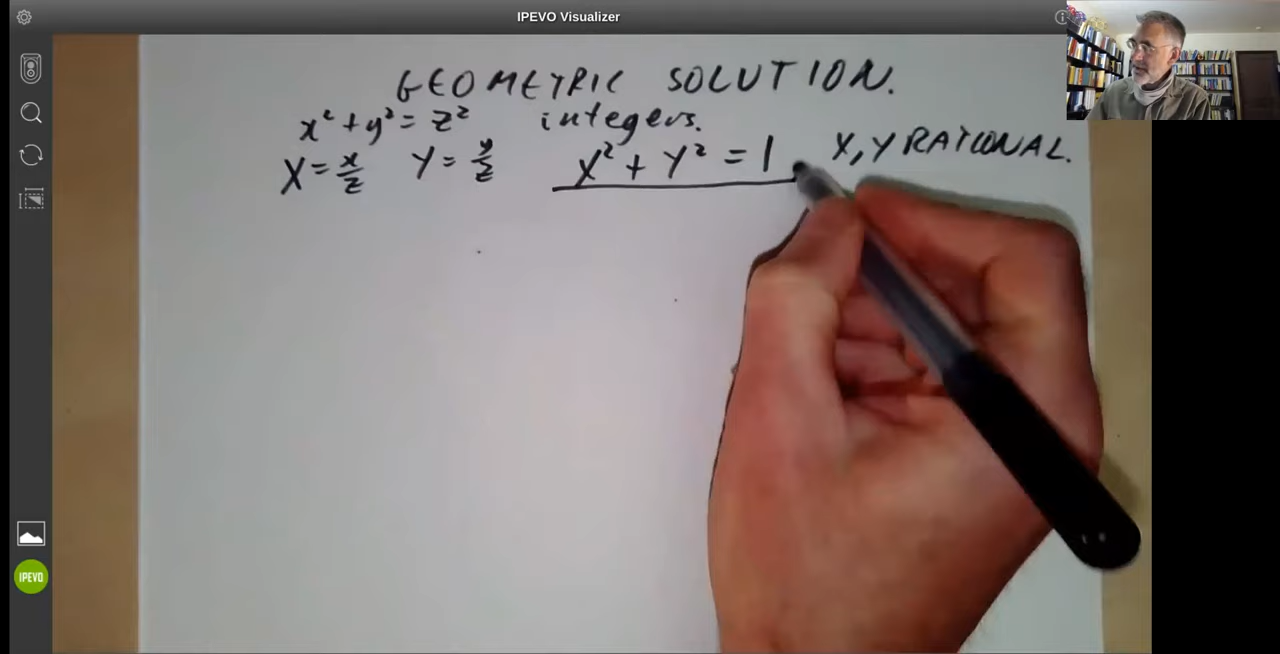 IPEVO Visualizer
GEOMETRIC SOLUTION.
x² + y² = z² integers.
X = x/z Y = y/z X² + Y² = 1 X, Y RATIONAL.
IPEVO